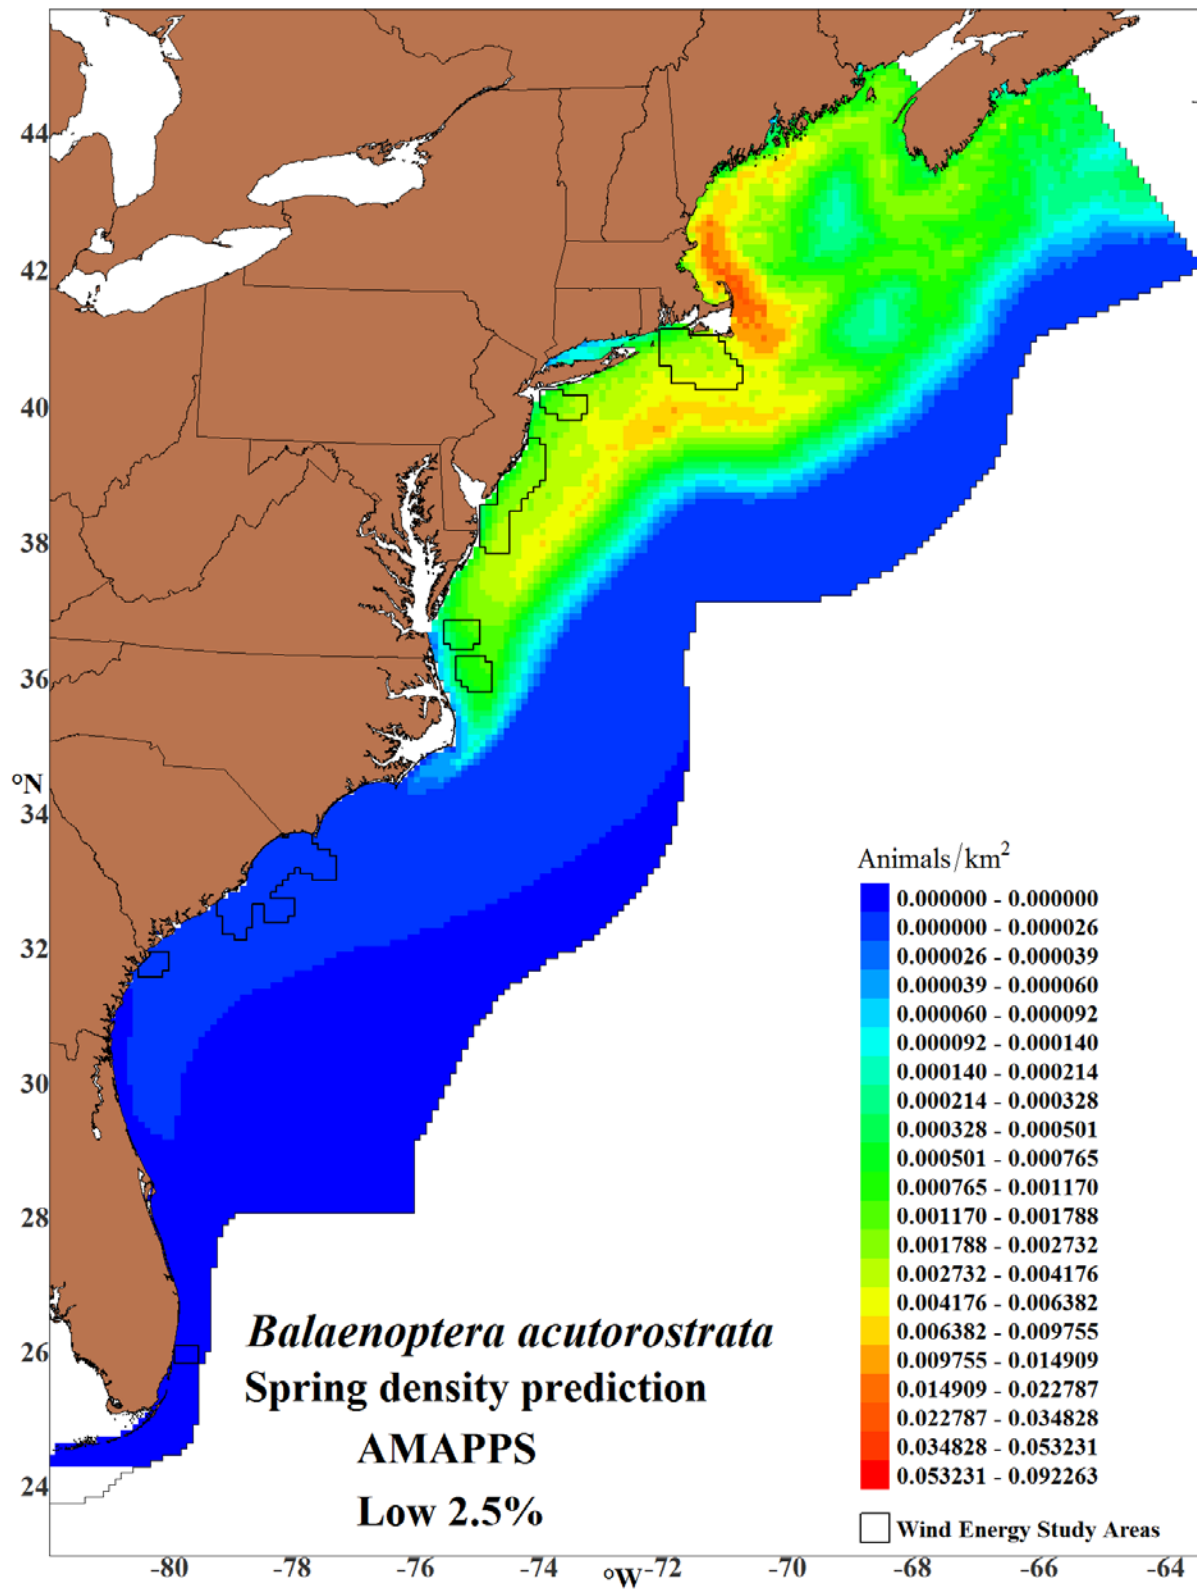 44
42
40
38
36
°N
34
32
30
28
26
24
Animals/km²
0.000000 - 0.000000
0.000000 - 0.000026
0.000026 - 0.000039
0.000039 - 0.000060
0.000060 - 0.000092
0.000092 - 0.000140
0.000140 - 0.000214
0.000214 - 0.000328
0.000328 - 0.000501
0.000501 - 0.000765
0.000765 - 0.001170
0.001170 - 0.001788
0.001788 - 0.002732
0.002732 - 0.004176
0.004176 - 0.006382
0.006382 - 0.009755
0.009755 - 0.014909
0.014909 - 0.022787
0.022787 - 0.034828
0.034828 - 0.053231
0.053231 - 0.092263
Wind Energy Study Areas
Balaenoptera acutorostrata
Spring density prediction
AMAPPS
Low 2.5%
-80 -78 -76 -74 °W -72 -70 -68 -66 -64